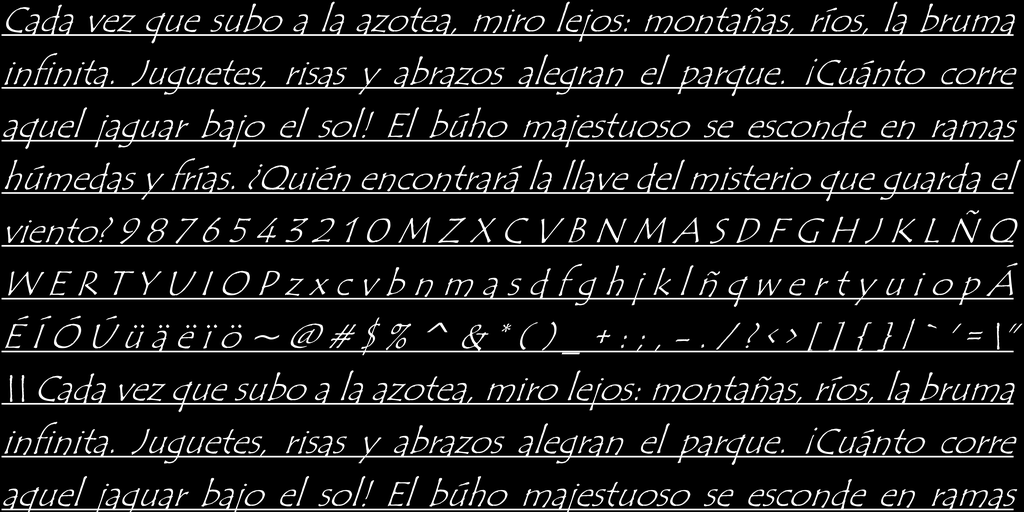 Cada vez que subo a la azotea, miro lejos: montañas, ríos, la bruma
infinita. Juguetes, risas y abrazos alegran el parque. ¡Cuánto corre
aquel jaguar bajo el sol! El búho majestuoso se esconde en ramas
húmedas y frías. ¿Quién encontrará la llave del misterio que guarda el
viento? 9 8 7 6 5 4 3 2 1 0 M Z X C V B N M A S D F G H J K L Ñ Q
W E R T Y U I O P z x c v b n m a s d f g h j k l ñ q w e r t y u i o p Á
É Í Ó Ú ü ä ë ï ö ~ @ # $ % ^ & * ( ) _ + : ; , - . / ? < > [ ] { } | ` ' = \ "
\ \ Cada vez que subo a la azotea, miro lejos: montañas, ríos, la bruma
infinita. Juguetes, risas y abrazos alegran el parque. ¡Cuánto corre
aquel jaguar bajo el sol! El búho majestuoso se esconde en ramas